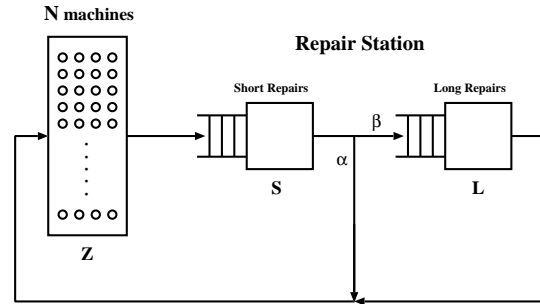 N machines
Repair Station
Short Repairs
Long Repairs
β
α
S
L
Z